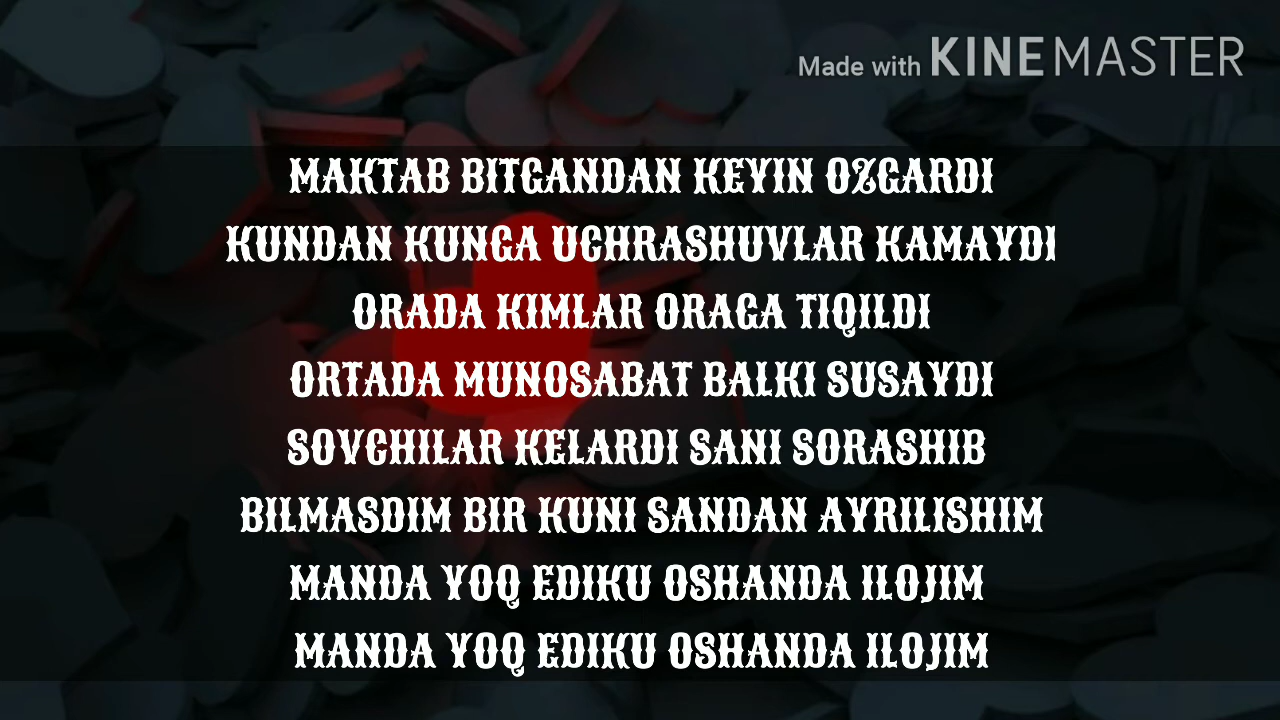 Made with KINEMASTER
MAKTAB BITGANDAN KEYIN OZGARDI
KUNDAN KUNGA UCHRASHUVLAR KAMAYDI
ORADA KIMLAR ORAGA TIQILDI
ORTADA MUNOSABAT BALKI SUSAYDI
SOVCHILAR KELARDI SANI SORASHIB
BILMASDIM BIR KUNI SANDAN AYRILISHIM
MANDA YOQ EDIKU OSHANDA ILOJIM
MANDA YOQ EDIKU OSHANDA ILOJIM